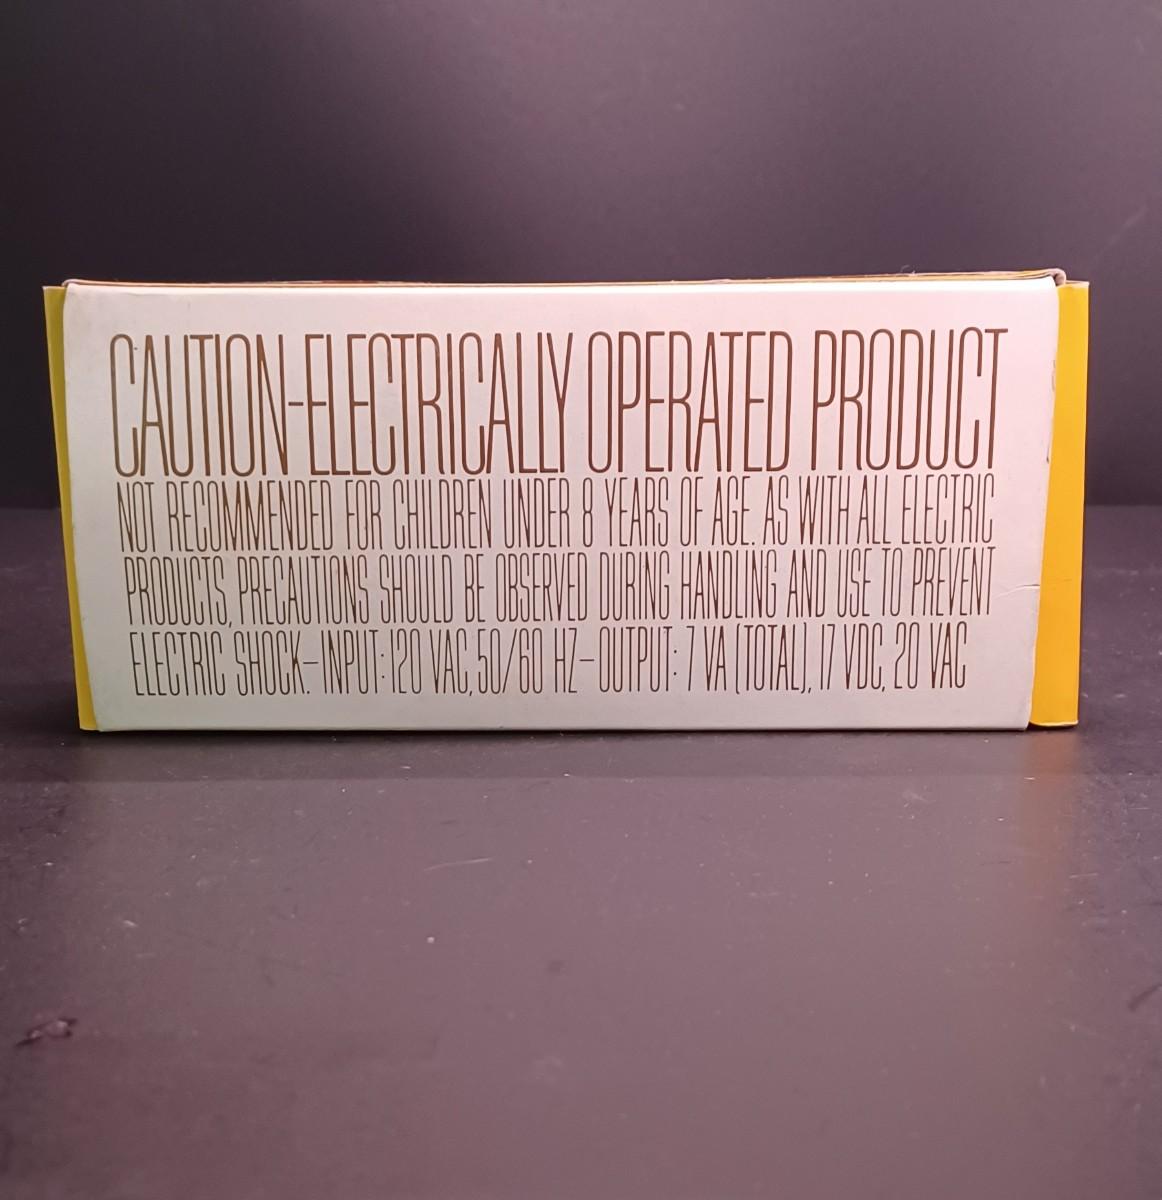 CAUTION-ELECTRICALLY OPERATED PRODUCT
NOT RECOMMENDED FOR CHILDREN UNDER 8 YEARS OF AGE. AS WITH ALL ELECTRIC
PRODUCTS, PRECAUTIONS SHOULD BE OBSERVED DURING HANDLING AND USE TO PREVENT
ELECTRIC SHOCK.-INPUT: 120 VAC, 50/60 HZ-OUTPUT: 7 VA (TOTAL), 17 VDC, 20 VAC